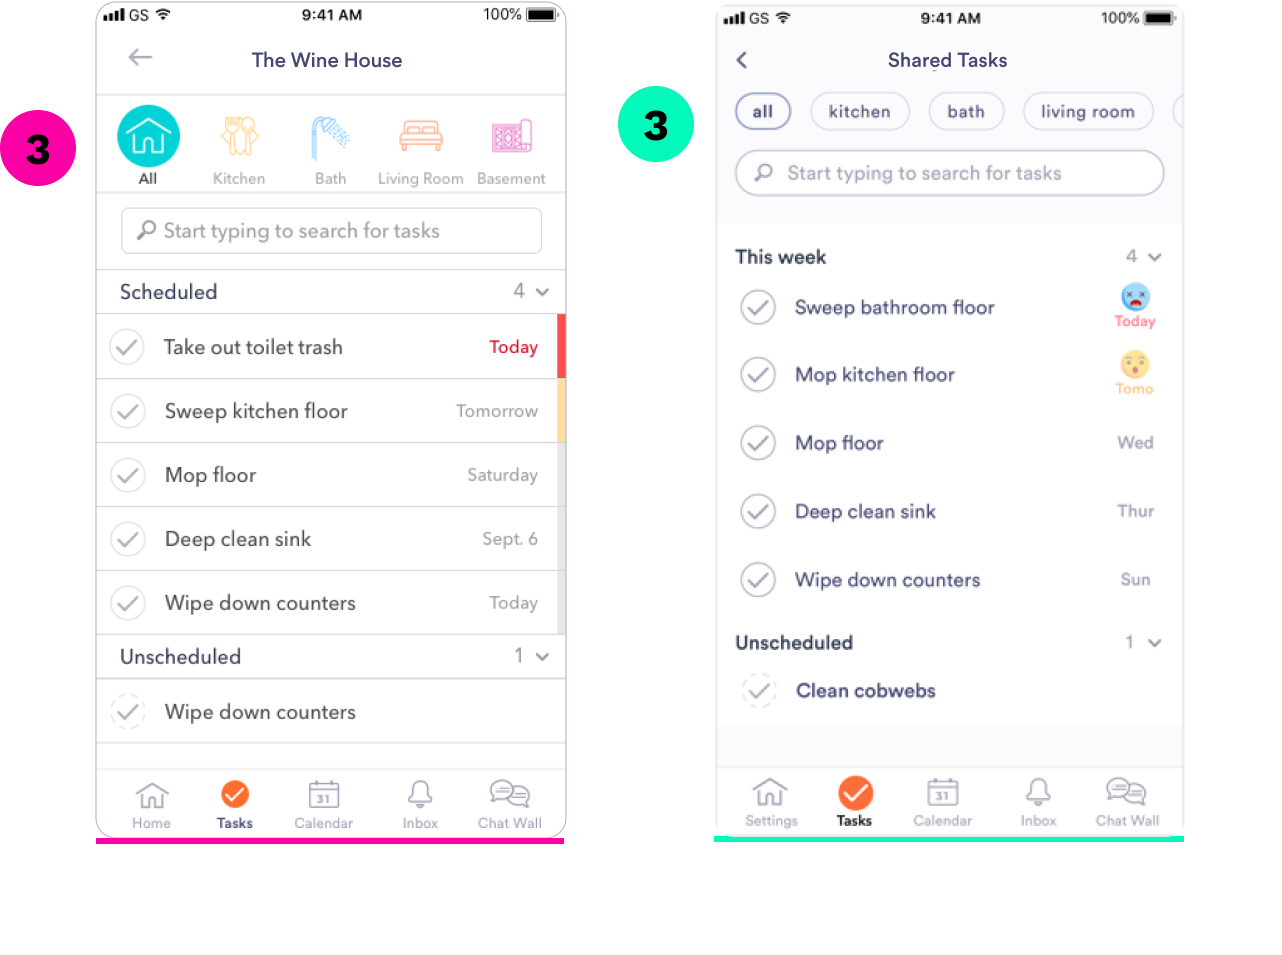 3
GS 9:41 AM 100%
The Wine House
All Kitchen Bath Living Room Basement
Start typing to search for tasks
Scheduled 4
Take out toilet trash Today
Sweep kitchen floor Tomorrow
Mop floor Saturday
Deep clean sink Sept. 6
Wipe down counters Today
Unscheduled 1
Wipe down counters
31
Home Tasks Calendar Inbox Chat Wall
3
GS 9:41 AM 100%
Shared Tasks
all kitchen bath living room
Start typing to search for tasks
This week 4
Sweep bathroom floor Today
Mop kitchen floor Tomo
Mop floor Wed
Deep clean sink Thur
Wipe down counters Sun
Unscheduled 1
Clean cobwebs
31
Settings Tasks Calendar Inbox Chat Wall